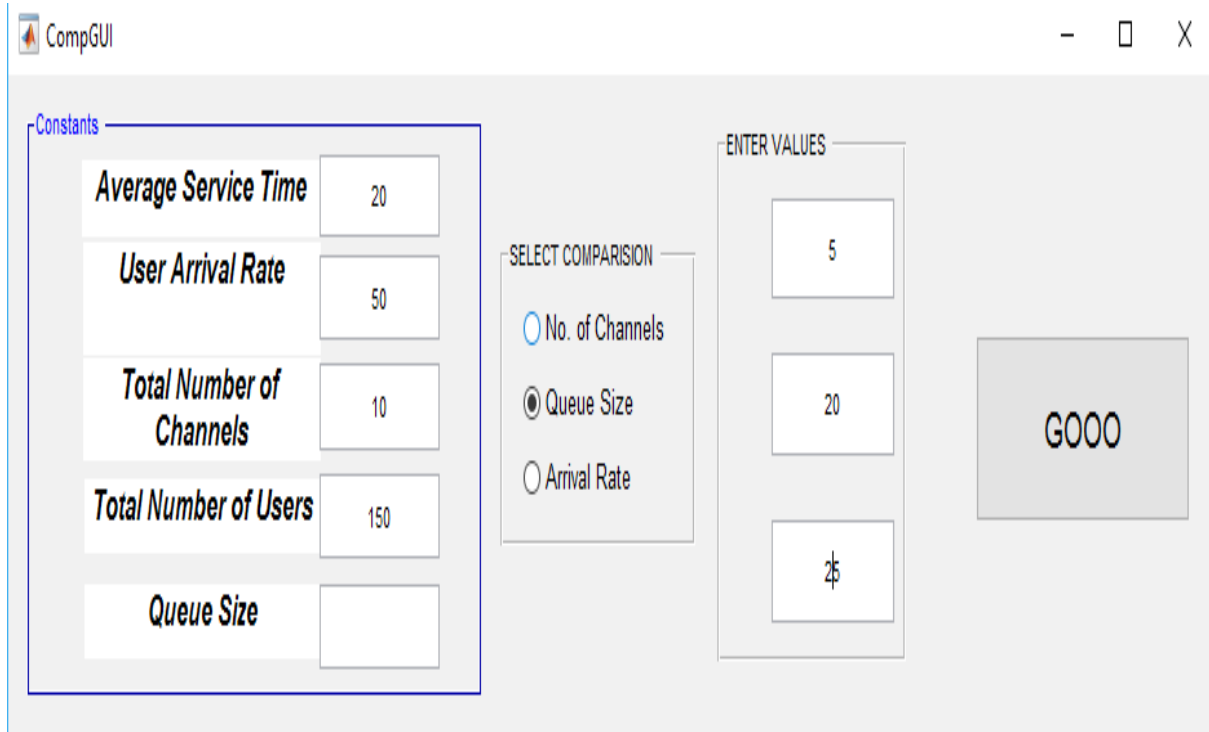 CompGUI
Constants
Average Service Time
20
User Arrival Rate
50
Total Number of
Channels
10
Total Number of Users
150
Queue Size
SELECT COMPARISION
No. of Channels
Queue Size
Arrival Rate
ENTER VALUES
5
20
25
GOOO